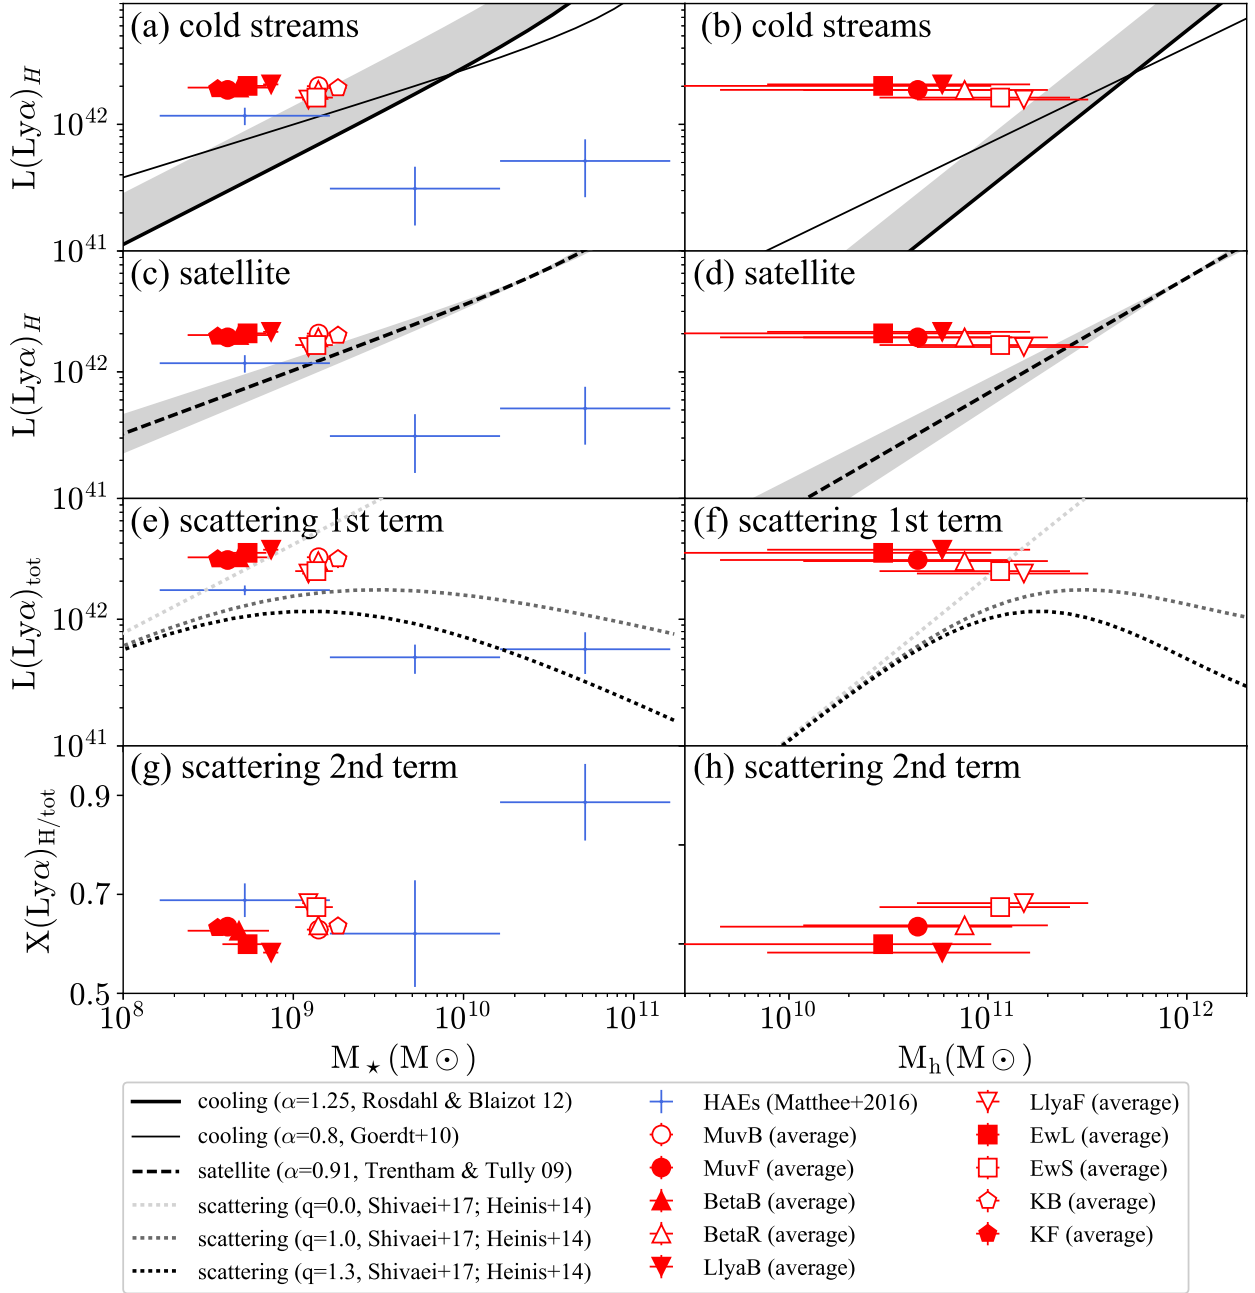 (a) cold streams
(b) cold streams
L(Lyα)H
10^42
10^41
(c) satellite
(d) satellite
L(Lyα)H
10^42
10^41
(e) scattering 1st term
(f) scattering 1st term
L(Lyα)tot
10^42
10^41
(g) scattering 2nd term
(h) scattering 2nd term
X(Lyα)H/tot
0.9
0.7
0.5
10^8 10^9 10^10 10^11 10^10 10^11 10^12
M⋆(M⊙) Mh(M⊙)
cooling (α=1.25, Rosdahl & Blaizot 12)
cooling (α=0.8, Goerdt+10)
satellite (α=0.91, Trentham & Tully 09)
scattering (q=0.0, Shivaei+17; Heinis+14)
scattering (q=1.0, Shivaei+17; Heinis+14)
scattering (q=1.3, Shivaei+17; Heinis+14)
HAEs (Matthee+2016)
MuvB (average)
MuvF (average)
BetaB (average)
BetaR (average)
LlyaB (average)
LlyaF (average)
EwL (average)
EwS (average)
KB (average)
KF (average)